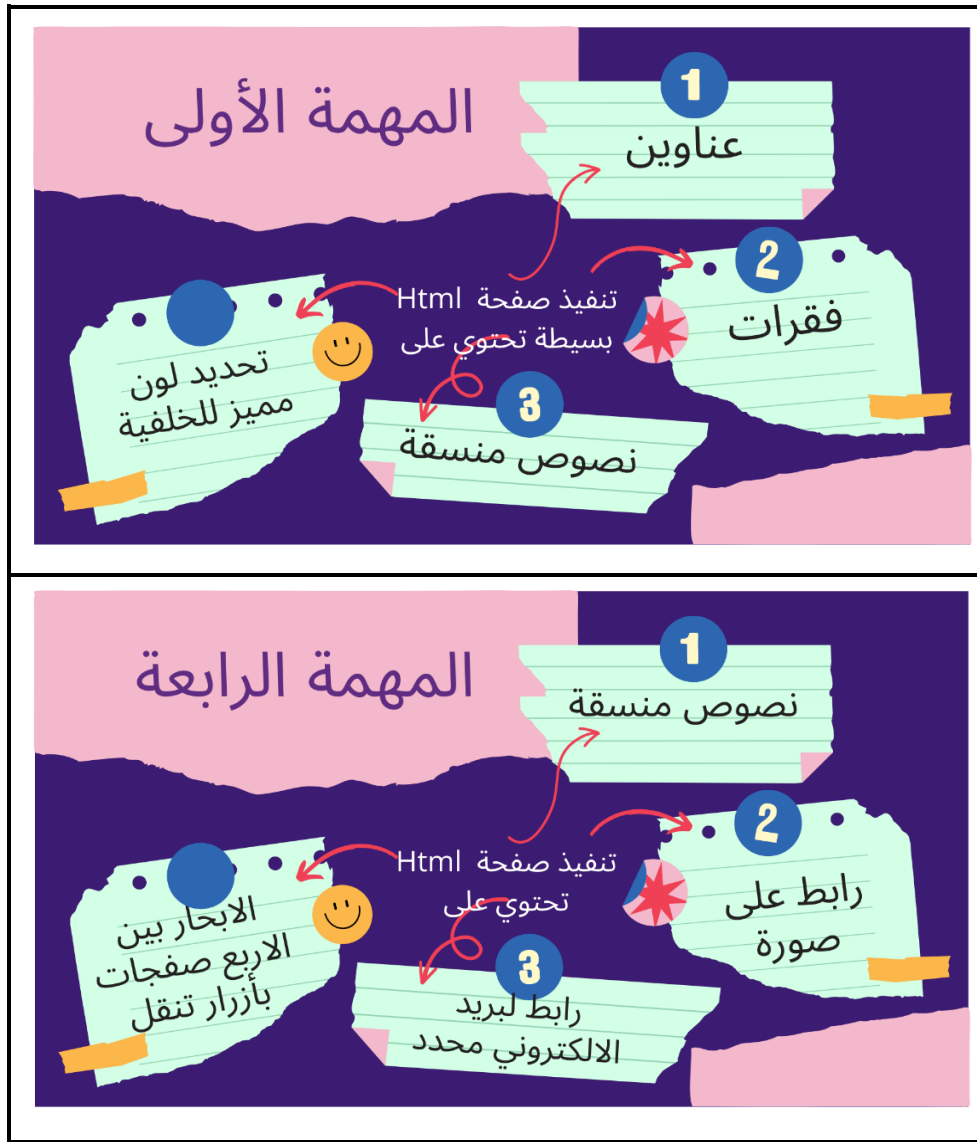 المهمة الأولى
1
عناوين
2
فقرات
تنفيذ صفحة Html
بسيطة تحتوي على
3
نصوص منسقة
تحديد لون
مميز للخلفية
المهمة الرابعة
1
نصوص منسقة
2
رابط على
صورة
تنفيذ صفحة Html
تحتوي على
3
رابط لبريد
الالكتروني محدد
الابحار بين
الاربع صفجات
بأزرار تنقل